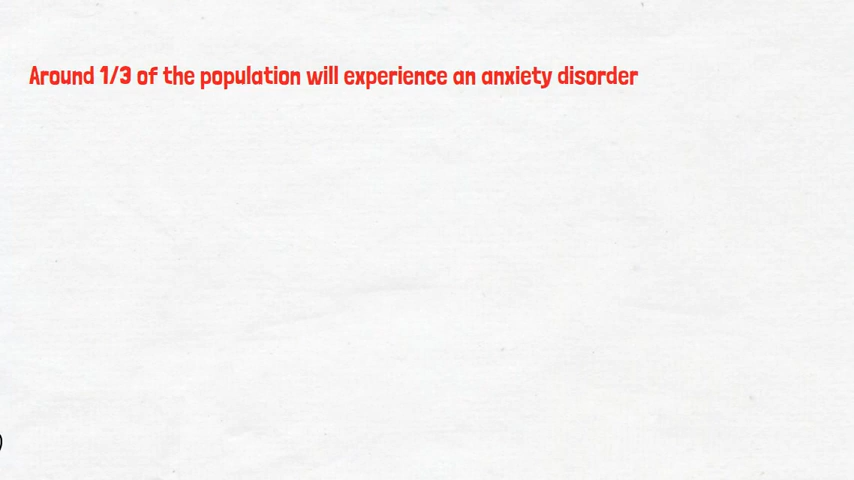 Around 1/3 of the population will experience an anxiety disorder